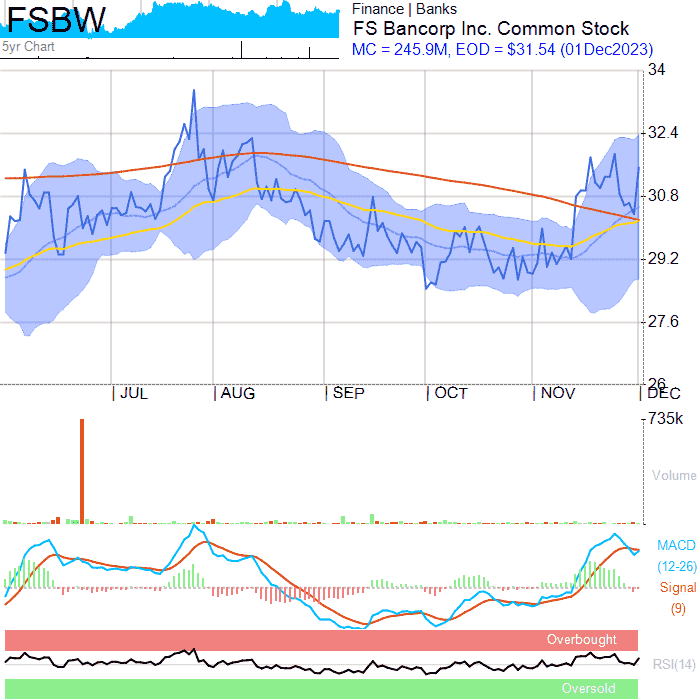 FSBW
Finance | Banks
FS Bancorp Inc. Common Stock
5yr Chart
MC = 245.9M, EOD = $31.54 (01Dec2023)
34
32.4
30.8
29.2
27.6
26
JUL
AUG
SEP
OCT
NOV
DEC
735k
Volume
MACD
(12-26)
Signal
(9)
Overbought
RSI(14)
Oversold